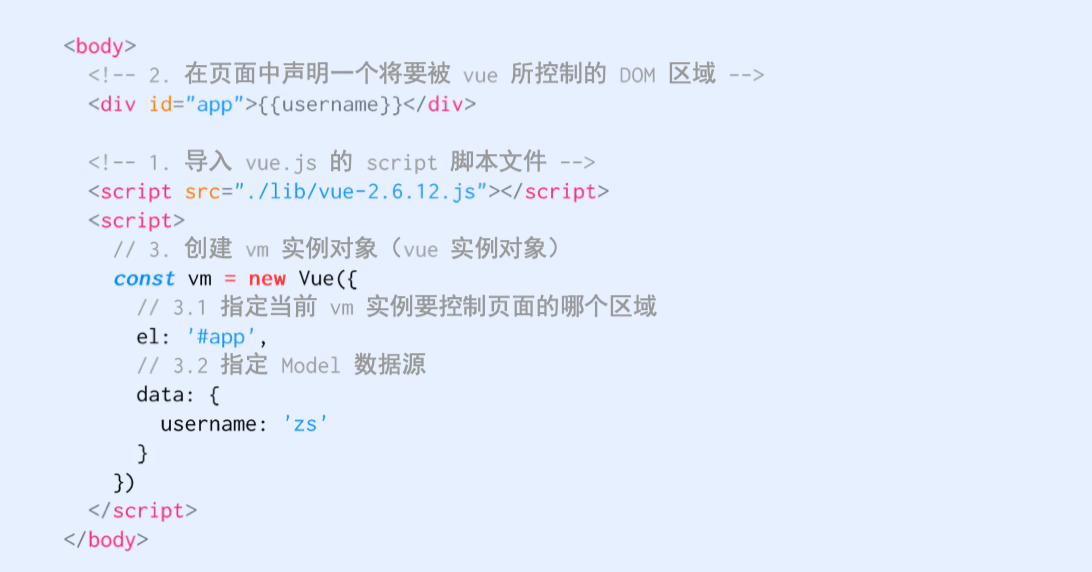 <body>
<!-- 2. 在页面中声明一个将要被 vue 所控制的 DOM 区域 -->
<div id="app">{{username}}</div>
<!-- 1. 导入 vue.js 的 script 脚本文件 -->
<script src="./lib/vue-2.6.12.js"></script>
<script>
// 3. 创建 vm 实例对象（vue 实例对象）
const vm = new Vue({
// 3.1 指定当前 vm 实例要控制页面的哪个区域
el: '#app',
// 3.2 指定 Model 数据源
data: {
username: 'zs'
}
})
</script>
</body>